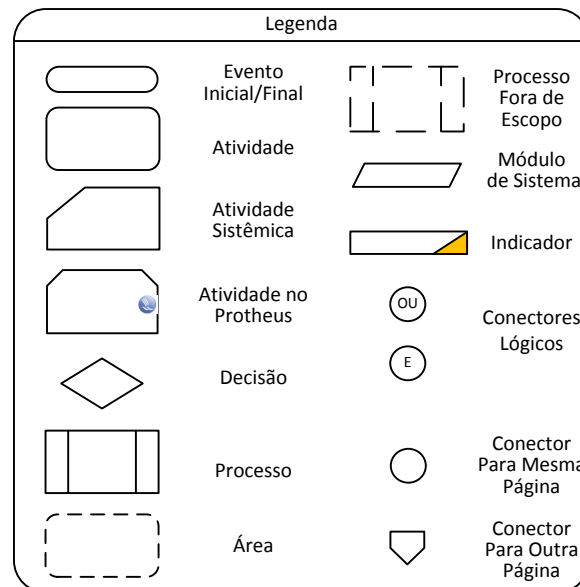 Legenda
Evento
Inicial/Final
Atividade
Atividade
Sistêmica
Atividade no
Protheus
Decisão
Processo
Área
Processo
Fora de
Escopo
Módulo
de Sistema
Indicador
OU
E
Conectores
Lógicos
Conector
Para Mesma
Página
Conector
Para Outra
Página